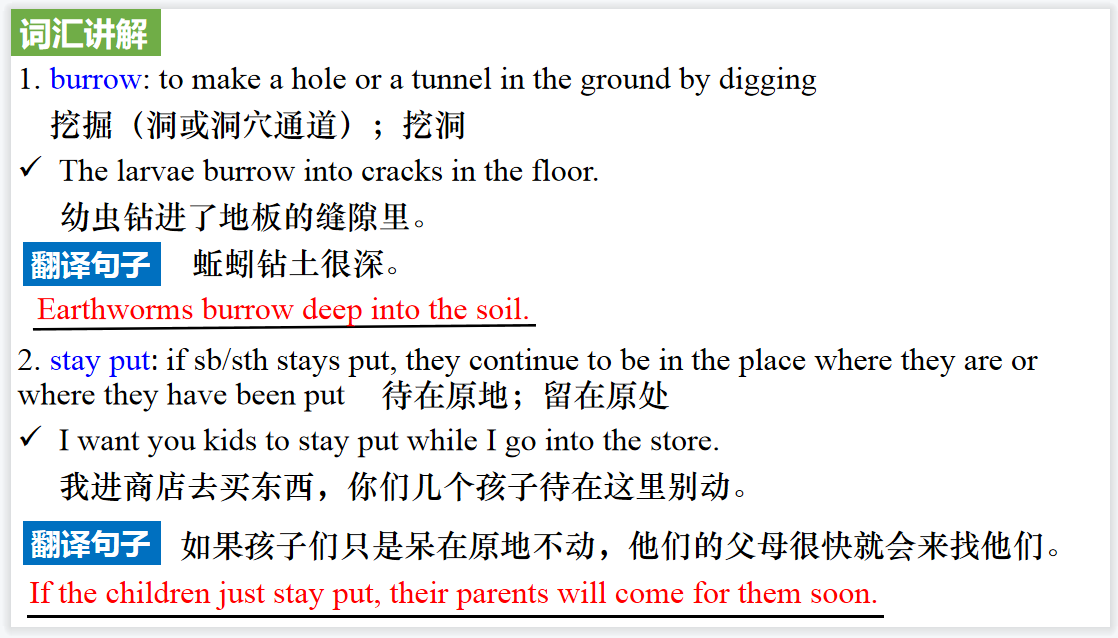 词汇讲解
1. burrow: to make a hole or a tunnel in the ground by digging
挖掘（洞或洞穴通道）；挖洞
✓ The larvae burrow into cracks in the floor.
幼虫钻进了地板的缝隙里。
翻译句子 蚯蚓钻土很深。
Earthworms burrow deep into the soil.
2. stay put: if sb/sth stays put, they continue to be in the place where they are or
where they have been put 待在原地；留在原处
✓ I want you kids to stay put while I go into the store.
我进商店去买东西，你们几个孩子待在这里别动。
翻译句子 如果孩子们只是呆在原地不动，他们的父母很快就会来找他们。
If the children just stay put, their parents will come for them soon.